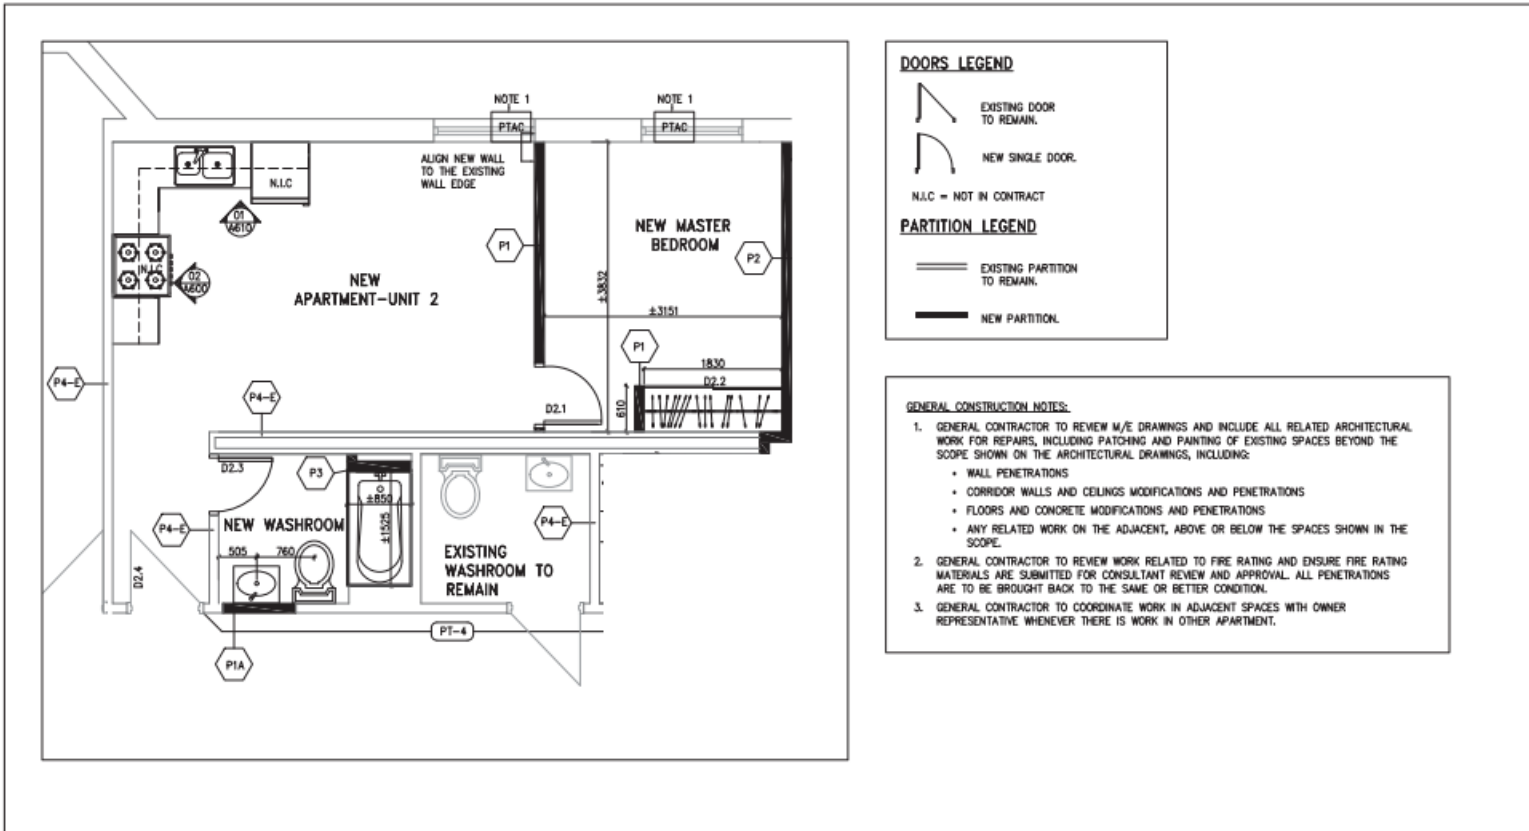 NOTE 1
NOTE 1
PTAC
PTAC
ALIGN NEW WALL
TO THE EXISTING
WALL EDGE
N.I.C
01
A610
N.I.C
02
A600
NEW
APARTMENT-UNIT 2
P1
NEW MASTER
BEDROOM
P2
±3832
±3151
P1
1830
D2.2
610
D2.1
P4-E
P4-E
D2.3
P3
±850
±1525
P4-E
NEW WASHROOM
505
760
P4-E
EXISTING
WASHROOM TO
REMAIN
D2.4
PT-4
P1A
DOORS LEGEND
EXISTING DOOR
TO REMAIN.
NEW SINGLE DOOR.
N.I.C = NOT IN CONTRACT
PARTITION LEGEND
EXISTING PARTITION
TO REMAIN.
NEW PARTITION.
GENERAL CONSTRUCTION NOTES:
1. GENERAL CONTRACTOR TO REVIEW M/E DRAWINGS AND INCLUDE ALL RELATED ARCHITECTURAL
WORK FOR REPAIRS, INCLUDING PATCHING AND PAINTING OF EXISTING SPACES BEYOND THE
SCOPE SHOWN ON THE ARCHITECTURAL DRAWINGS, INCLUDING:
• WALL PENETRATIONS
• CORRIDOR WALLS AND CEILINGS MODIFICATIONS AND PENETRATIONS
• FLOORS AND CONCRETE MODIFICATIONS AND PENETRATIONS
• ANY RELATED WORK ON THE ADJACENT, ABOVE OR BELOW THE SPACES SHOWN IN THE
SCOPE.
2. GENERAL CONTRACTOR TO REVIEW WORK RELATED TO FIRE RATING AND ENSURE FIRE RATING
MATERIALS ARE SUBMITTED FOR CONSULTANT REVIEW AND APPROVAL. ALL PENETRATIONS
ARE TO BE BROUGHT BACK TO THE SAME OR BETTER CONDITION.
3. GENERAL CONTRACTOR TO COORDINATE WORK IN ADJACENT SPACES WITH OWNER
REPRESENTATIVE WHENEVER THERE IS WORK IN OTHER APARTMENT.